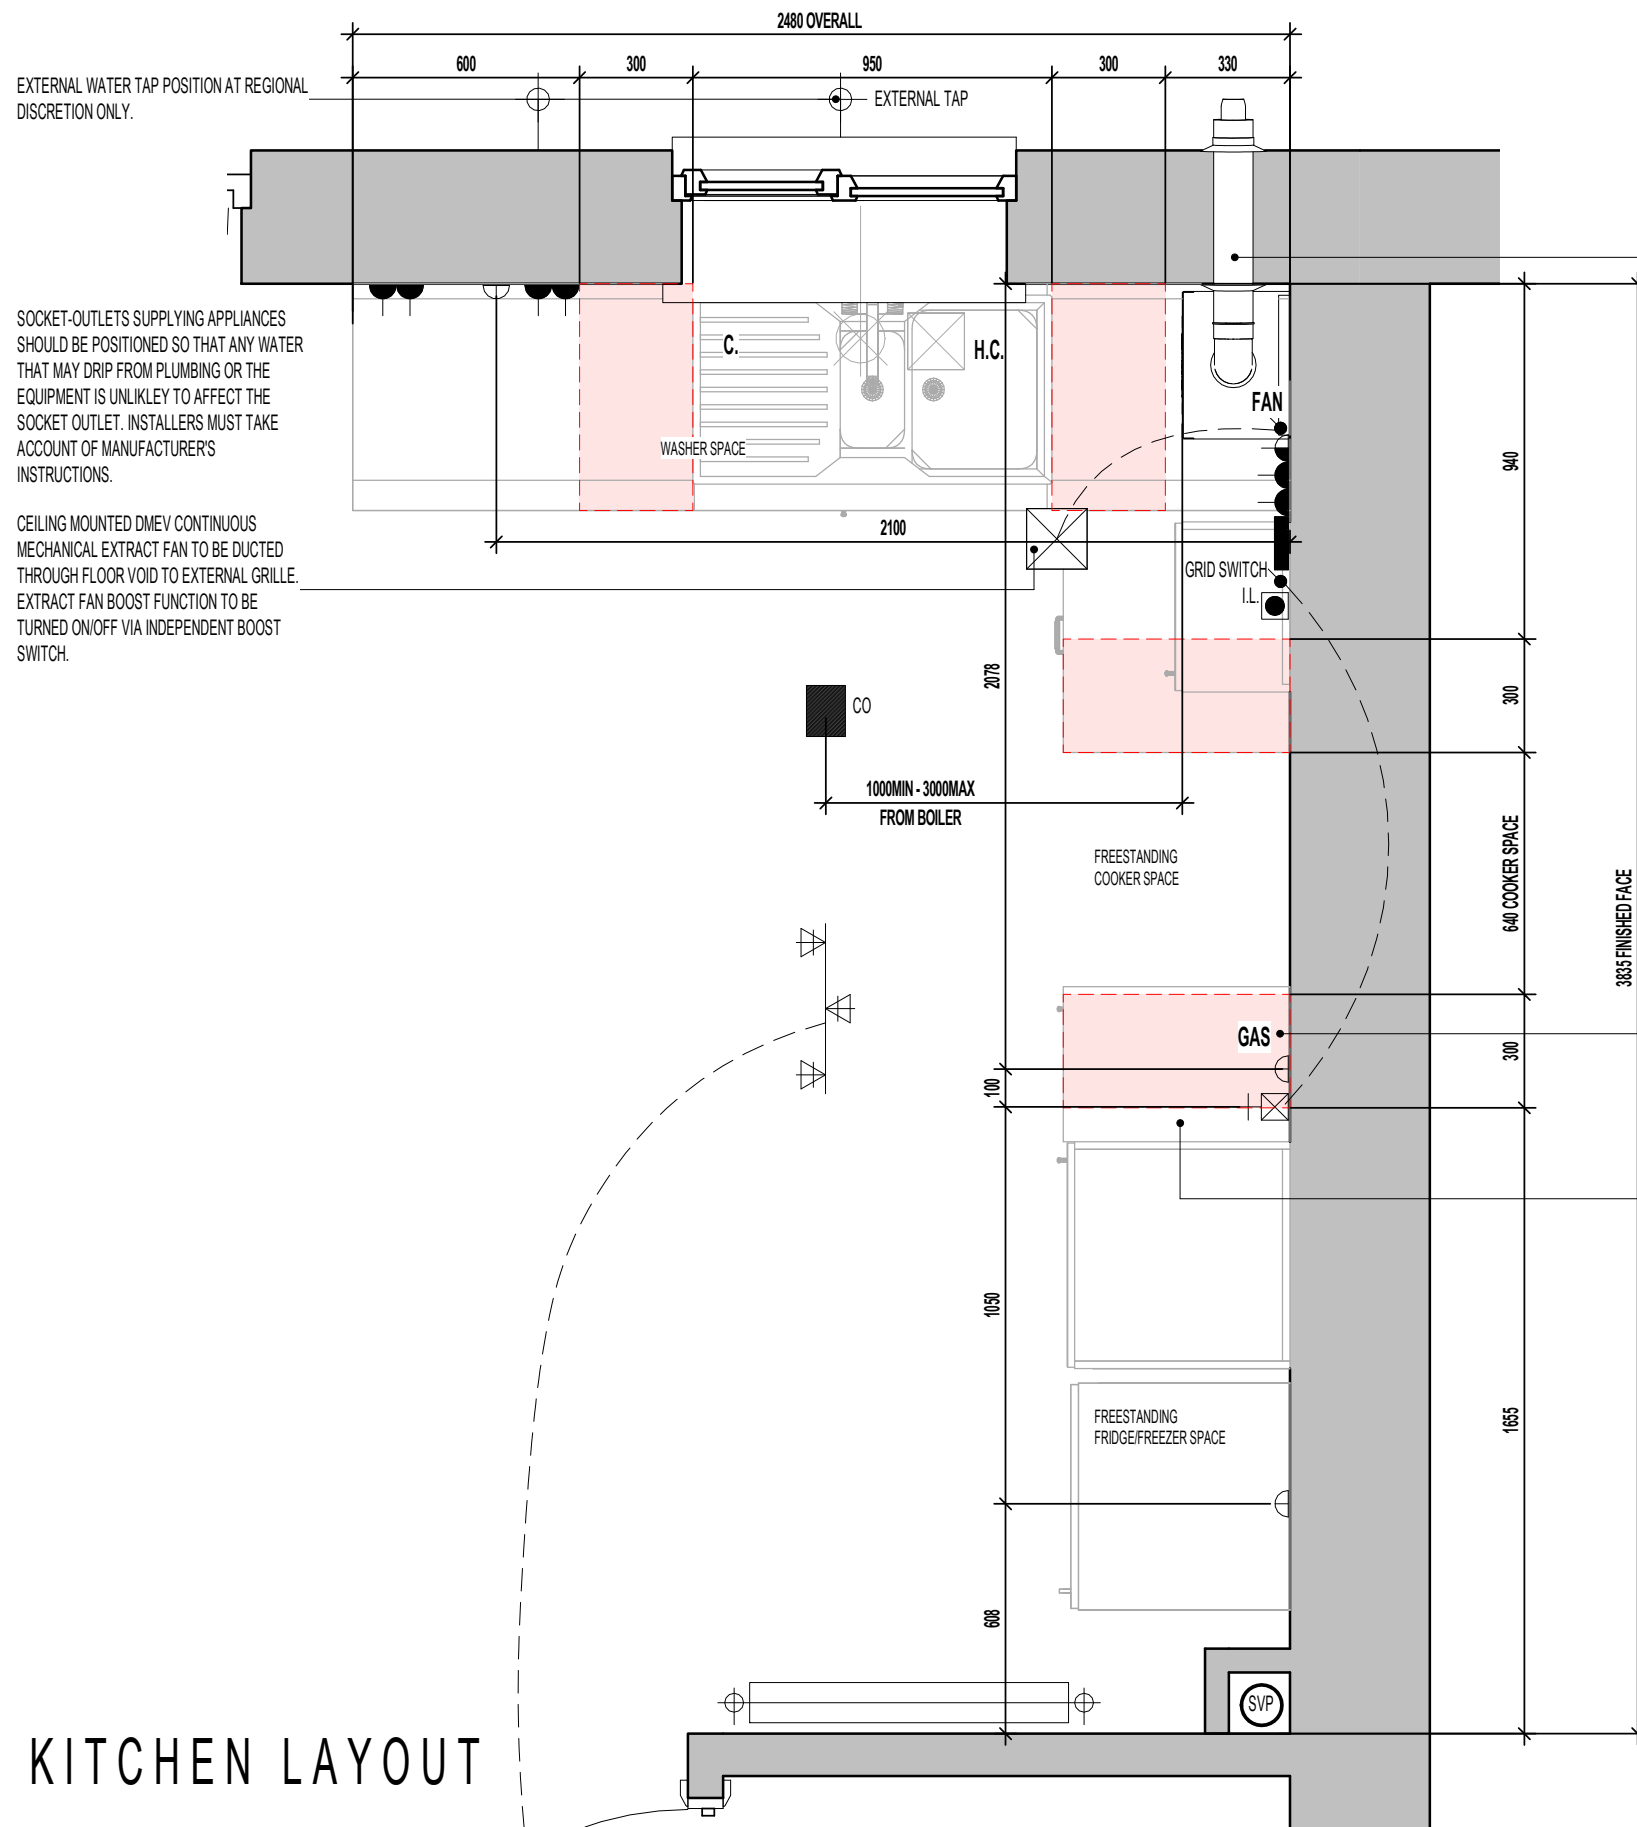 2480 OVERALL
600
300
950
300
330
EXTERNAL WATER TAP POSITION AT REGIONAL
DISCRETION ONLY.
EXTERNAL TAP
SOCKET-OUTLETS SUPPLYING APPLIANCES
SHOULD BE POSITIONED SO THAT ANY WATER
THAT MAY DRIP FROM PLUMBING OR THE
EQUIPMENT IS UNLIKLEY TO AFFECT THE
SOCKET OUTLET. INSTALLERS MUST TAKE
ACCOUNT OF MANUFACTURER'S
INSTRUCTIONS.
C.
H.C.
FAN
WASHER SPACE
940
CEILING MOUNTED DMEV CONTINUOUS
MECHANICAL EXTRACT FAN TO BE DUCTED
THROUGH FLOOR VOID TO EXTERNAL GRILLE.
EXTRACT FAN BOOST FUNCTION TO BE
TURNED ON/OFF VIA INDEPENDENT BOOST
SWITCH.
2100
GRID SWITCH
I.L.
2078
300
CO
1000MIN - 3000MAX
FROM BOILER
FREESTANDING
COOKER SPACE
640 COOKER SPACE
3835 FINISHED FACE
GAS
300
100
1050
FREESTANDING
FRIDGE/FREEZER SPACE
1655
608
SVP
KITCHEN LAYOUT